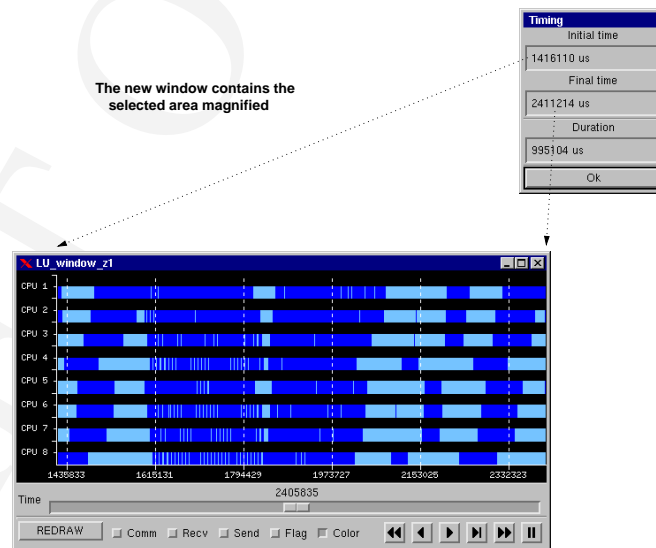 Timing
Initial time
1416110 us
Final time
2411214 us
Duration
995104 us
Ok
The new window contains the
selected area magnified
LU_window_z1
CPU 1
CPU 2
CPU 3
CPU 4
CPU 5
CPU 6
CPU 7
CPU 8
1435833 1615131 1794429 1973727 2153025 2332323
2405835
Time
REDRAW Comm Recv Send Flag Color